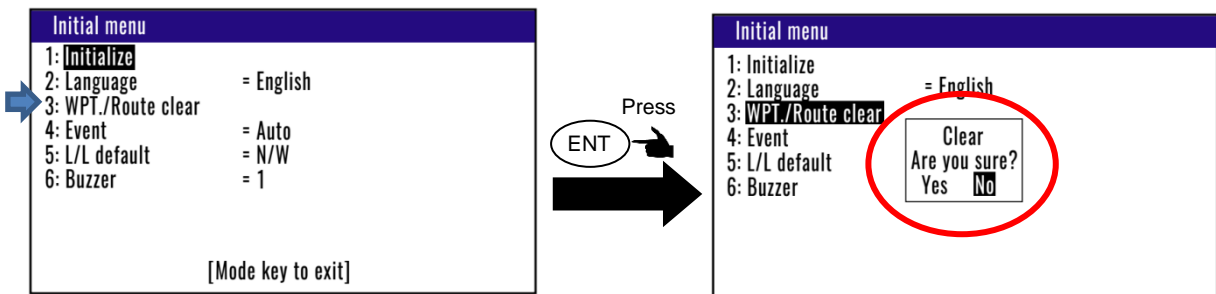 Initial menu
1: Initialize
2: Language = English
3: WPT./Route clear
4: Event = Auto
5: L/L default = N/W
6: Buzzer = 1
[Mode key to exit]
Press
ENT
Initial menu
1: Initialize
2: Language = English
3: WPT./Route clear
4: Event
5: L/L default
6: Buzzer
Clear
Are you sure?
Yes No